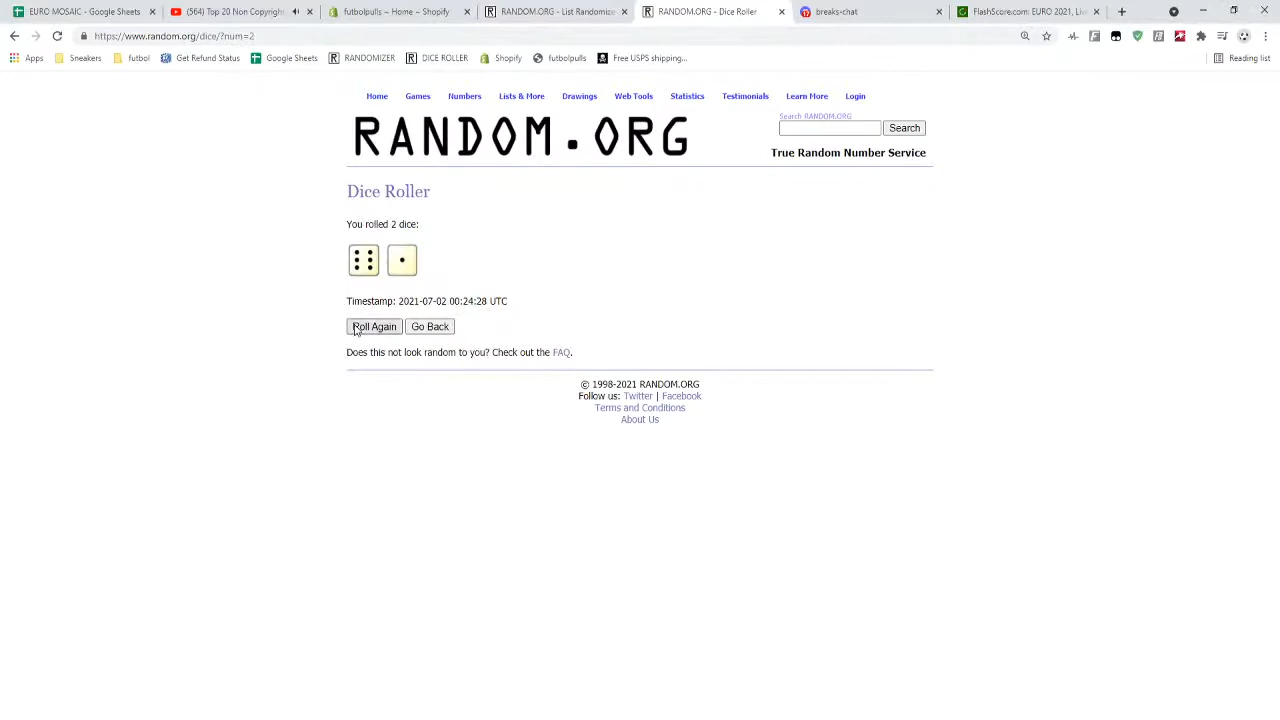 EURO MOSAIC - Google Sheets
(564) Top 20 Non Copyrigh
futbolpulls ~ Home ~ Shopify
RANDOM.ORG - List Randomize
RANDOM.ORG - Dice Roller
breaks-chat
FlashScore.com: EURO 2021, Liv
https://www.random.org/dice/?num=2
Apps
Sneakers
futbol
Get Refund Status
Google Sheets
RANDOMIZER
DICE ROLLER
Shopify
futbolpulls
Free USPS shipping...
Reading list
Home Games Numbers Lists & More Drawings Web Tools Statistics Testimonials Learn More Login
RANDOM.ORG
Search RANDOM.ORG
Search
True Random Number Service
Dice Roller
You rolled 2 dice:
Timestamp: 2021-07-02 00:24:28 UTC
Roll Again Go Back
Does this not look random to you? Check out the FAQ.
© 1998-2021 RANDOM.ORG
Follow us: Twitter | Facebook
Terms and Conditions
About Us